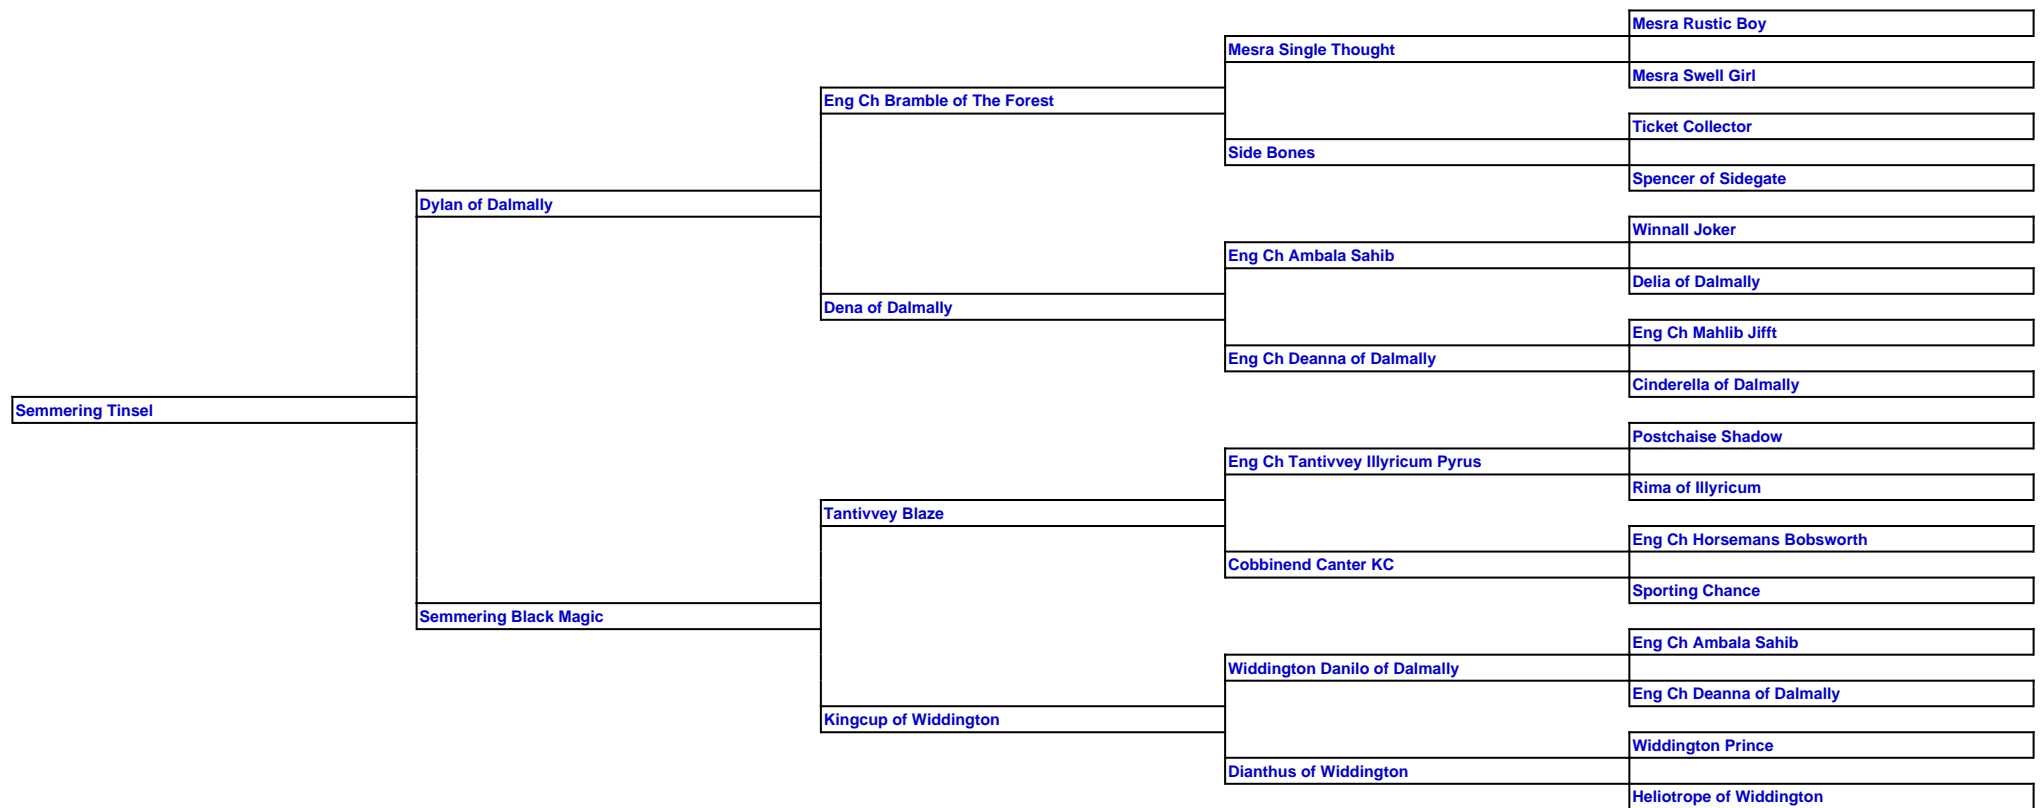 Mesra Rustic Boy
Mesra Single Thought
Mesra Swell Girl
Eng Ch Bramble of The Forest
Ticket Collector
Side Bones
Spencer of Sidegate
Dylan of Dalmally
Winnall Joker
Eng Ch Ambala Sahib
Delia of Dalmally
Dena of Dalmally
Eng Ch Mahlib Jifft
Eng Ch Deanna of Dalmally
Cinderella of Dalmally
Semmering Tinsel
Postchaise Shadow
Eng Ch Tantivvey Illyricum Pyrus
Rima of Illyricum
Tantivvey Blaze
Eng Ch Horsemans Bobsworth
Cobbinend Canter KC
Sporting Chance
Semmering Black Magic
Eng Ch Ambala Sahib
Widdington Danilo of Dalmally
Eng Ch Deanna of Dalmally
Kingcup of Widdington
Widdington Prince
Dianthus of Widdington
Heliotrope of Widdington